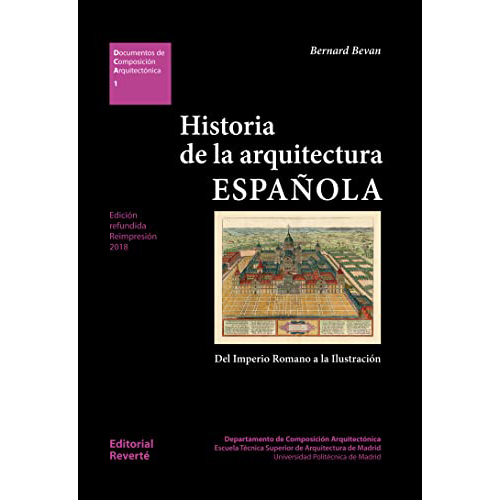 Documentos de
Composición
Arquitectónica
1
Bernard Bevan
Historia
de la arquitectura
ESPAÑOLA
Edición
refundida
Reimpresión
2018
Del Imperio Romano a la Ilustración
Editorial
Reverté
Departamento de Composición Arquitectónica
Escuela Técnica Superior de Arquitectura de Madrid
Universidad Politécnica de Madrid